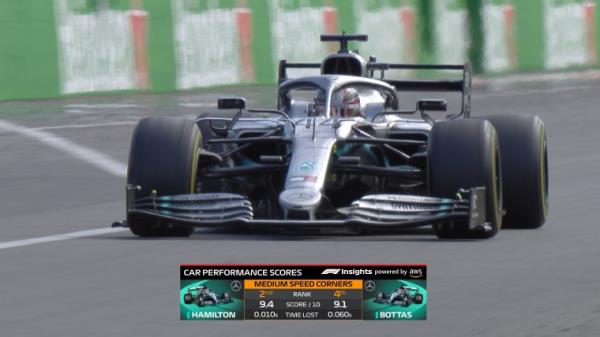 CAR PERFORMANCE SCORES F1 Insights powered by aws
MEDIUM SPEED CORNERS
2nd RANK 4th
9.4 SCORE / 10 9.1
0.010s TIME LOST 0.060s
HAMILTON BOTTAS